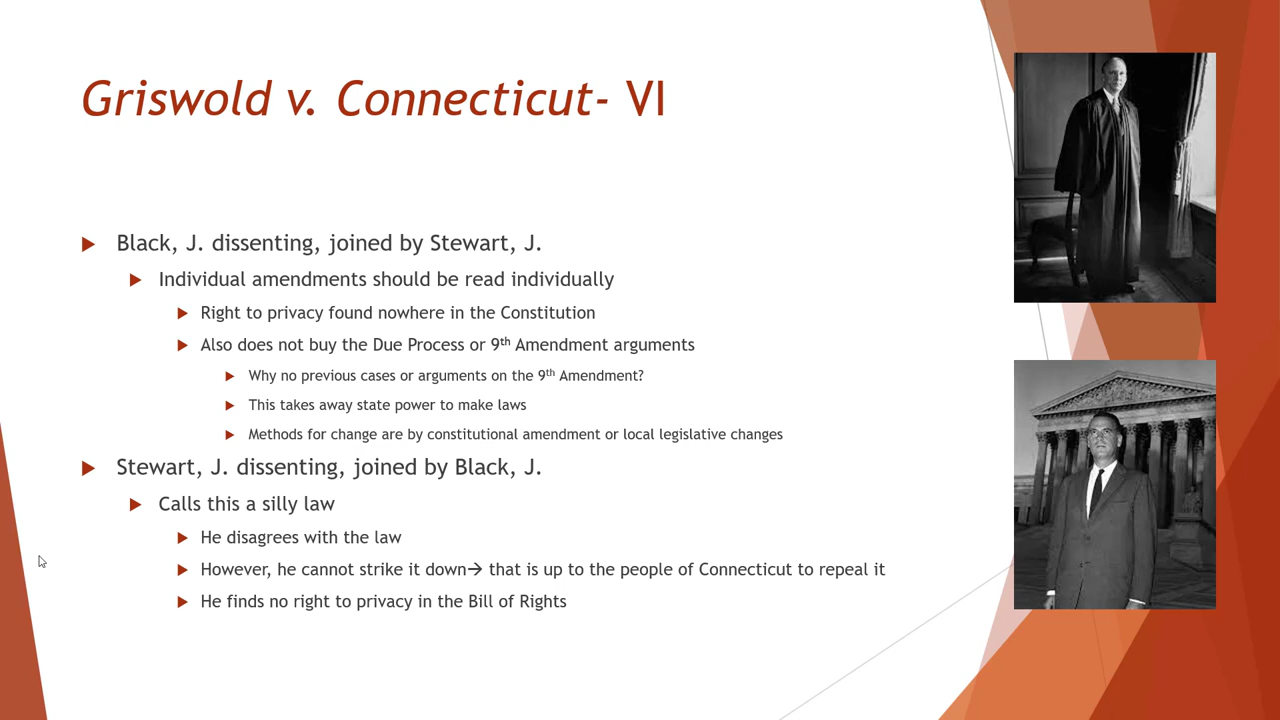 Griswold v. Connecticut- VI
Black, J. dissenting, joined by Stewart, J.
Individual amendments should be read individually
Right to privacy found nowhere in the Constitution
Also does not buy the Due Process or 9th Amendment arguments
Why no previous cases or arguments on the 9th Amendment?
This takes away state power to make laws
Methods for change are by constitutional amendment or local legislative changes
Stewart, J. dissenting, joined by Black, J.
Calls this a silly law
He disagrees with the law
However, he cannot strike it down→ that is up to the people of Connecticut to repeal it
He finds no right to privacy in the Bill of Rights